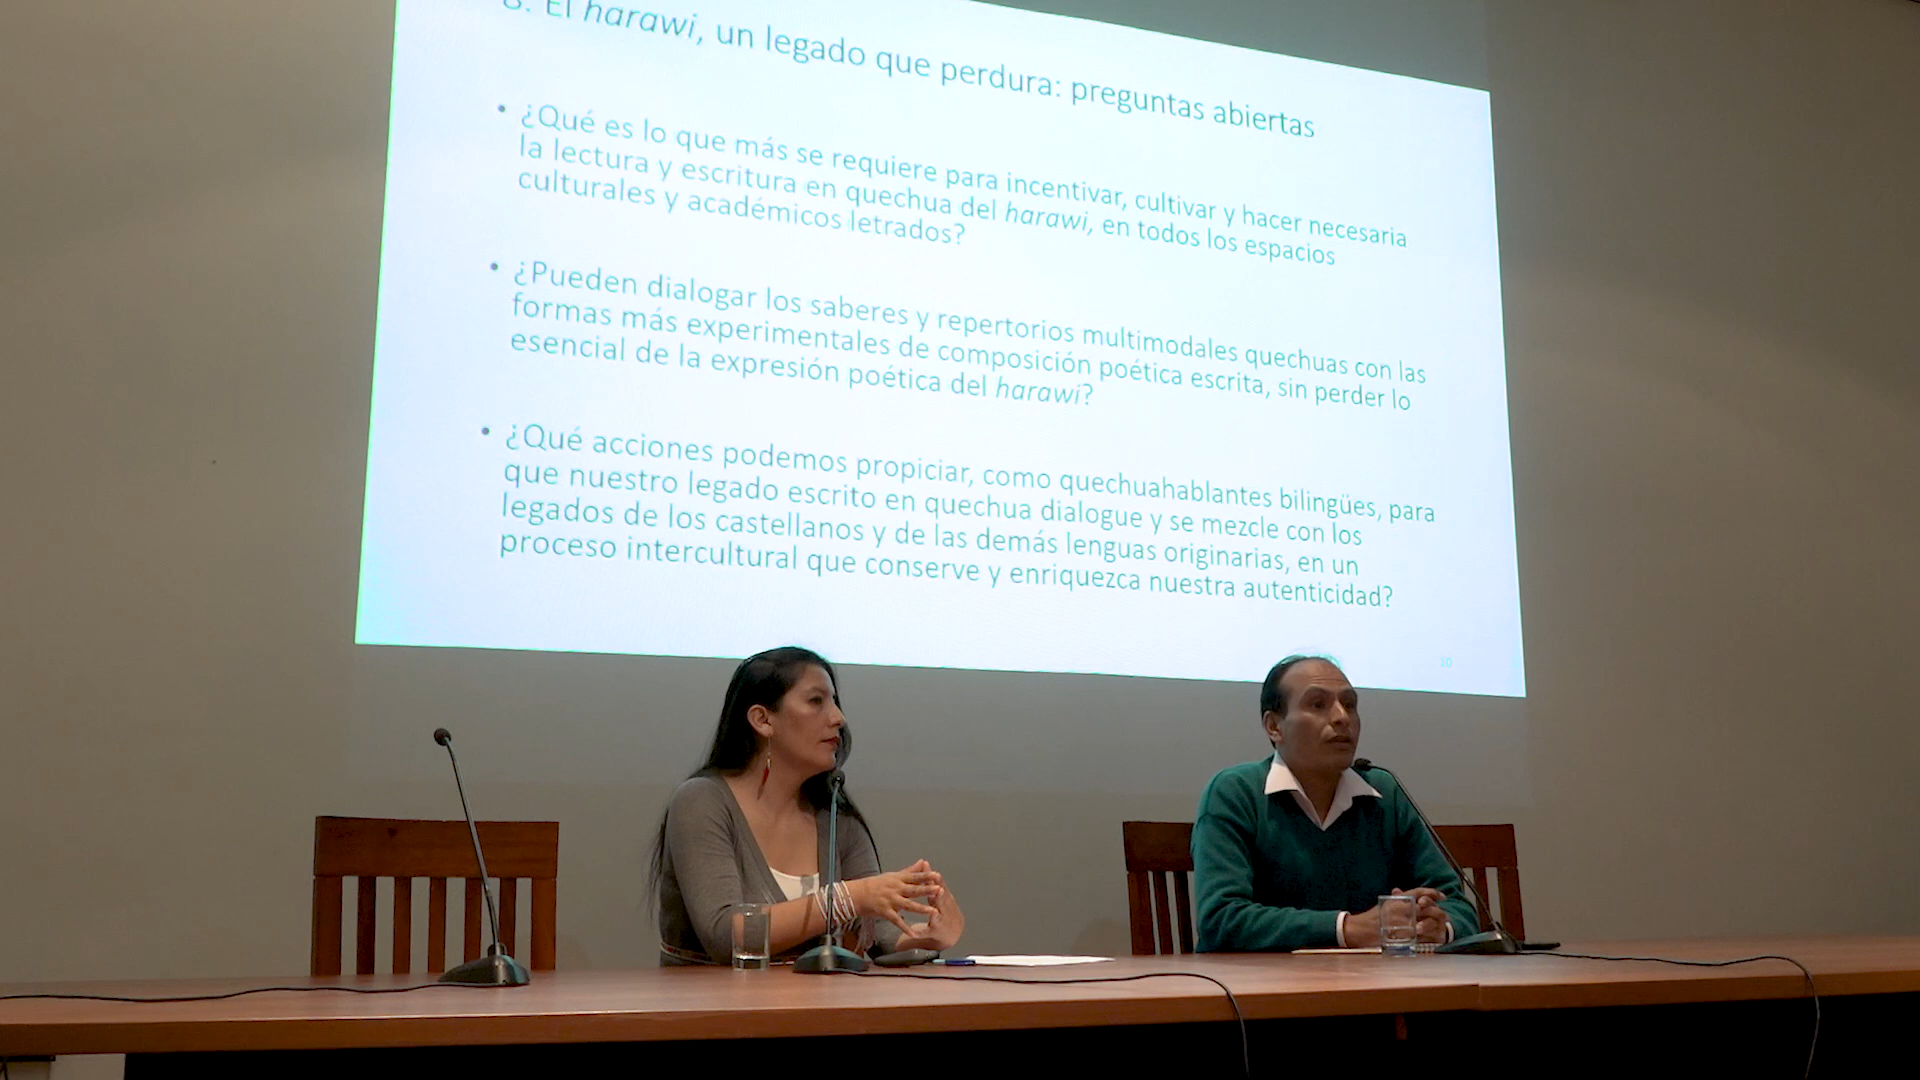 8. El harawi, un legado que perdura: preguntas abiertas
• ¿Qué es lo que más se requiere para incentivar, cultivar y hacer necesaria
la lectura y escritura en quechua del harawi, en todos los espacios
culturales y académicos letrados?
• ¿Pueden dialogar los saberes y repertorios multimodales quechuas con las
formas más experimentales de composición poética escrita, sin perder lo
esencial de la expresión poética del harawi?
• ¿Qué acciones podemos propiciar, como quechuahablantes bilingües, para
que nuestro legado escrito en quechua dialogue y se mezcle con los
legados de los castellanos y de las demás lenguas originarias, en un
proceso intercultural que conserve y enriquezca nuestra autenticidad?
20